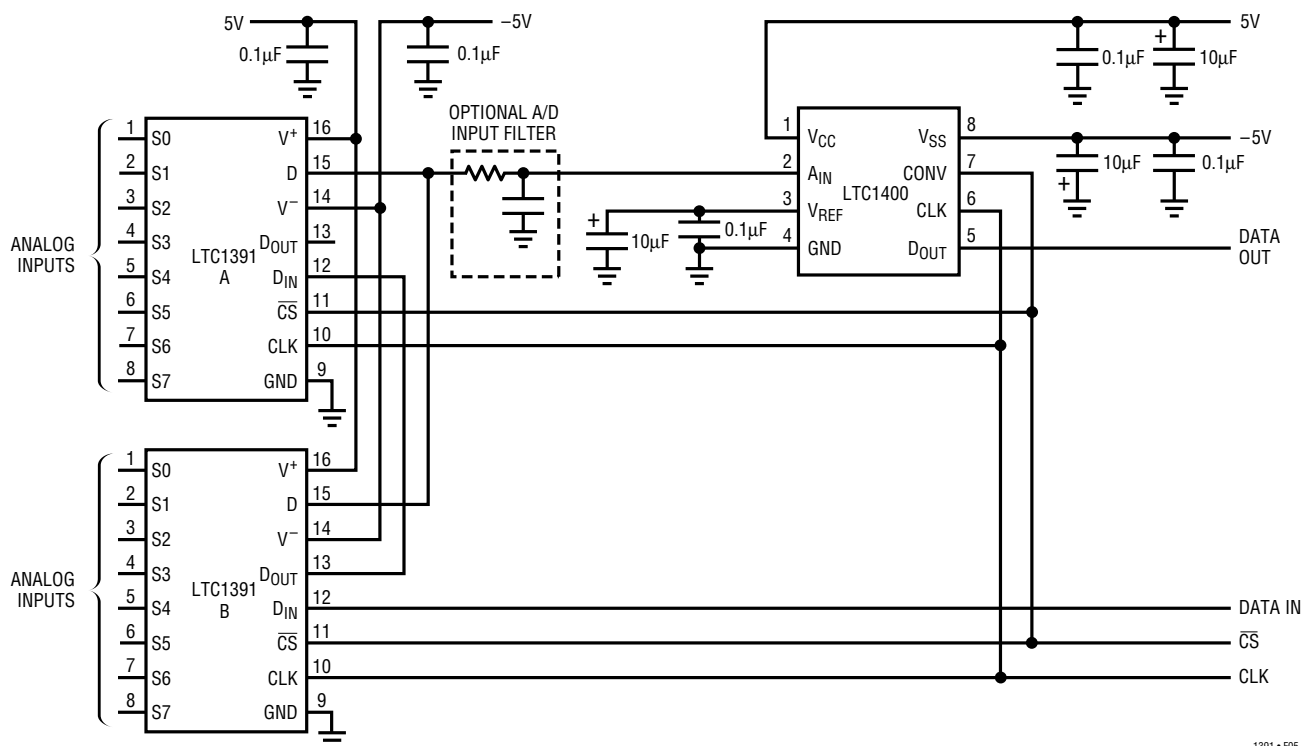 5V
–5V
5V
0.1µF
0.1µF
0.1µF
10µF
OPTIONAL A/D
INPUT FILTER
ANALOG
INPUTS
1 S0
2 S1
3 S2
4 S3
5 S4
6 S5
7 S6
8 S7
LTC1391
A
V+ 16
D 15
V– 14
DOUT 13
DIN 12
CS 11
CLK 10
GND 9
+
10µF
0.1µF
1 VCC
2 AIN
3 VREF
4 GND
LTC1400
VSS 8
CONV 7
CLK 6
DOUT 5
+
–5V
10µF
+
0.1µF
DATA
OUT
ANALOG
INPUTS
1 S0
2 S1
3 S2
4 S3
5 S4
6 S5
7 S6
8 S7
LTC1391
B
V+ 16
D 15
V– 14
DOUT 13
DIN 12
CS 11
CLK 10
GND 9
DATA IN
CS
CLK
1391 • F05